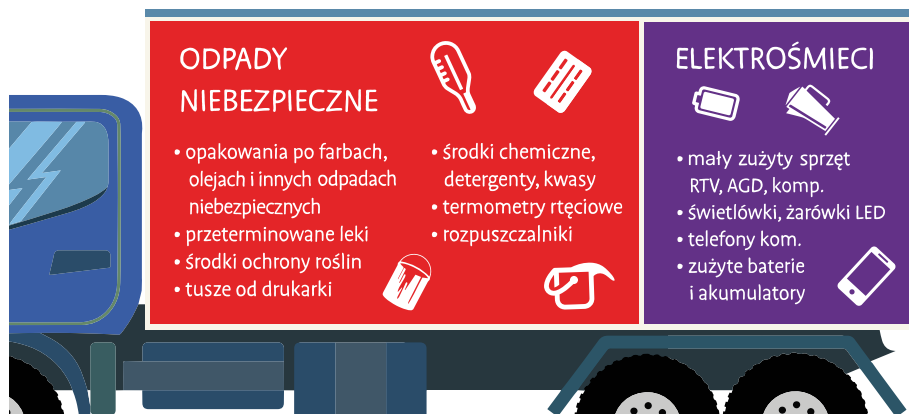 ODPADY
NIEBEZPIECZNE
• opakowania po farbach,
olejach i innych odpadach
niebezpiecznych
• przeterminowane leki
• środki ochrony roślin
• tusze od drukarki
• środki chemiczne,
detergenty, kwasy
• termometry rtęciowe
• rozpuszczalniki
ELEKTROŚMIECI
• mały zużyty sprzęt
RTV, AGD, komp.
• świetlówki, żarówki LED
• telefony kom.
• zużyte baterie
i akumulatory